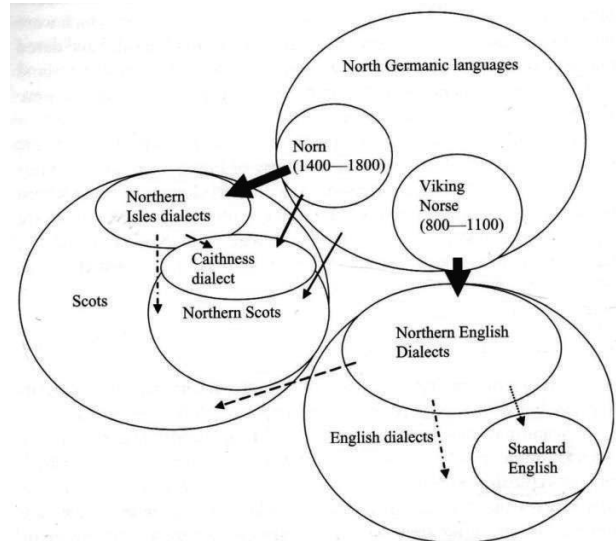 North Germanic languages
Norn
(1400—1800)
Viking
Norse
(800—1100)
Northern
Isles dialects
Caithness
dialect
Scots
Northern Scots
Northern English
Dialects
English dialects
Standard
English